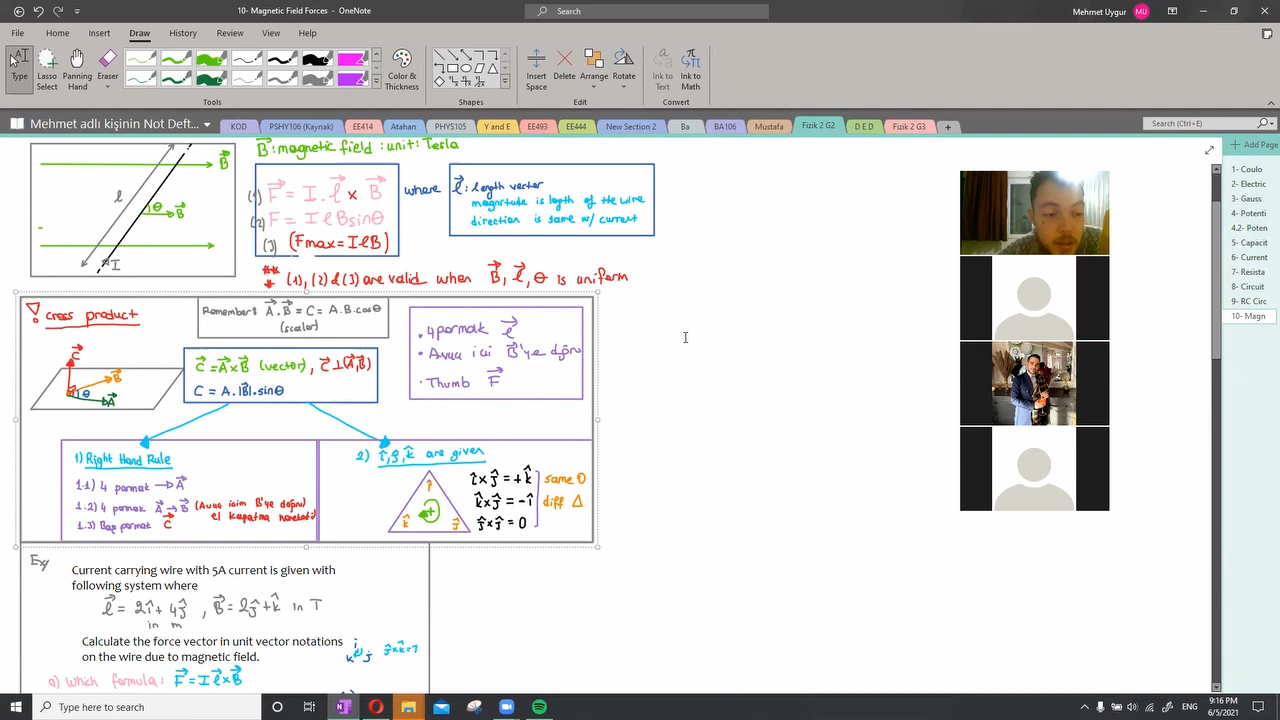 10- Magnetic Field Forces - OneNote
Search
Mehmet Uygur
MU
File
Home
Insert
Draw
History
Review
View
Help
Type
Lasso Select
Panning Hand
Eraser
Color & Thickness
Insert Space
Delete
Arrange
Rotate
Ink to Text
Ink to Math
Tools
Shapes
Edit
Convert
Mehmet adlı kişinin Not Deft...
KOD
PSHY106 (Kaynak)
EE414
Atahan
PHYS105
Y and E
EE493
EE444
New Section 2
Ba
BA106
Mustafa
Fizik 2 G2
D E D
Fizik 2 G3
+
Search (Ctrl+E)
Add Page
1- Coulo
2- Electric
3- Gauss
4- Potenti
4.2- Poten
5- Capacit
6- Current
7- Resista
8- Circuit
9- RC Circ
10- Magn
B⃗: magnetic field : unit: Tesla
B⃗
l
θ
B⃗
I
(1) F⃗ = I. l⃗ × B⃗
(2) F = I l B sinθ
(3) (Fmax = I l B)
where
l⃗: length vector
magnitude is length of the wire
direction is same w/ current
** * (1), (2) & (3) are valid when B⃗, l⃗, θ is uniform
! cross product
Remember: A⃗.B⃗ = C = A.B.cosθ
(scalar)
• 4 parmak l⃗
• Avua ici B⃗'ye doğru
• Thumb F⃗
C⃗
B⃗
θ
A⃗
C⃗ = A⃗×B⃗ (vector), C⃗⊥(A⃗,B⃗)
C = A.|B|.sinθ
1) Right Hand Rule
1.1) 4 parmak → A⃗
1.2) 4 parmak A⃗ → B⃗ (Avua icim B'ye doğru)
el kapatma hareketi
1.3) Baş parmak C⃗
2) î, ĵ, k̂ are given
î
+
k̂
ĵ
î×ĵ = +k̂
k̂×ĵ = -î
ĵ×ĵ = 0
same O
diff Δ
Ex
Current carrying wire with 5A current is given with
following system where
l⃗ = 2î + 4ĵ , B⃗ = 2ĵ + k̂ in T
in m
Calculate the force vector in unit vector notations
on the wire due to magnetic field.
i
k j
ĵ×k̂=?
a) Which formula: F⃗ = I l⃗ × B⃗
Type here to search
9:16 PM
6/5/2021